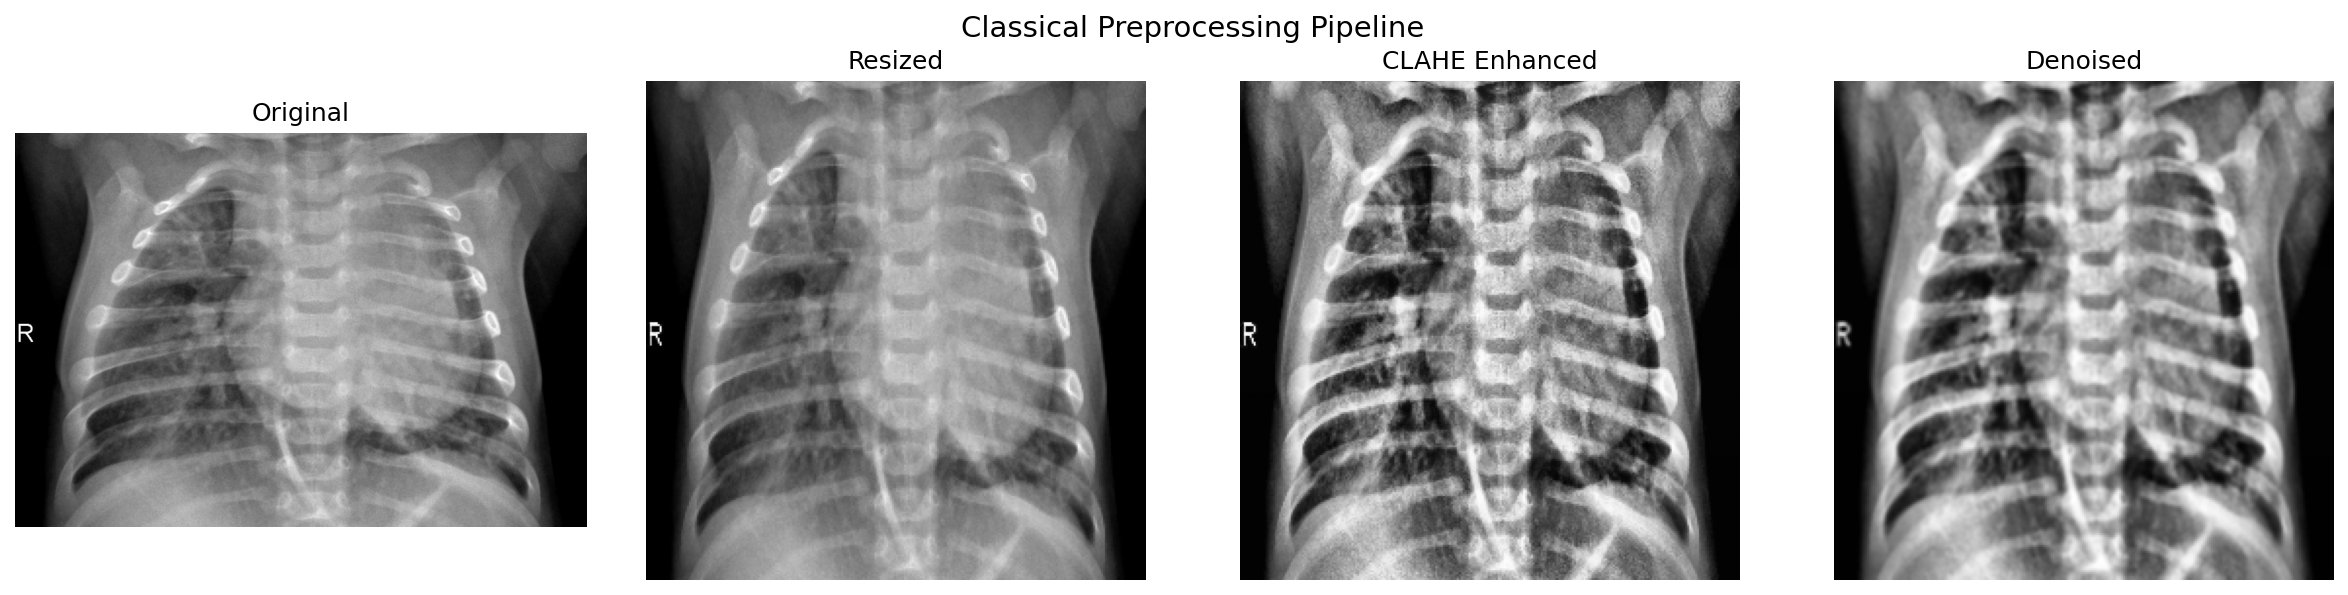 Classical Preprocessing Pipeline
Original
Resized
CLAHE Enhanced
Denoised
R
R
R
R